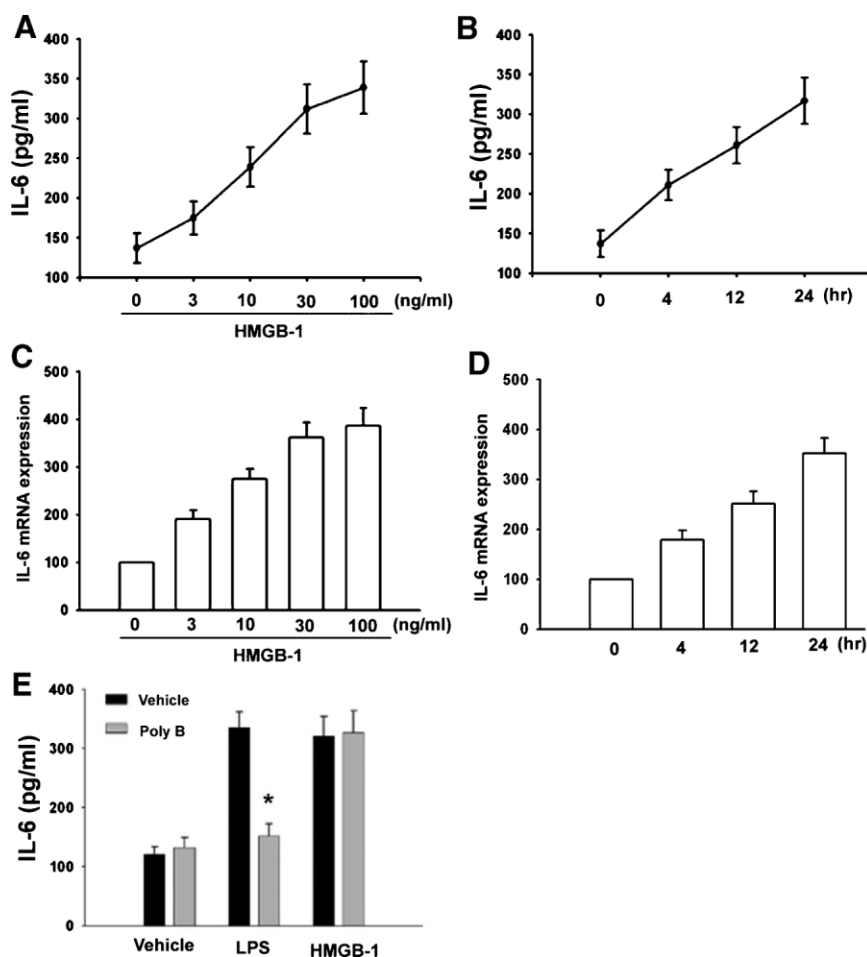 A
IL-6 (pg/ml)
400
350
300
250
200
150
100
0 3 10 30 100 (ng/ml)
HMGB-1
B
IL-6 (pg/ml)
400
350
300
250
200
150
100
0 4 12 24 (hr)
C
IL-6 mRNA expression
500
400
300
200
100
0
0 3 10 30 100 (ng/ml)
HMGB-1
D
IL-6 mRNA expression
500
400
300
200
100
0
0 4 12 24 (hr)
E
IL-6 (pg/ml)
400
300
200
100
0
Vehicle
Poly B
*
Vehicle LPS HMGB-1